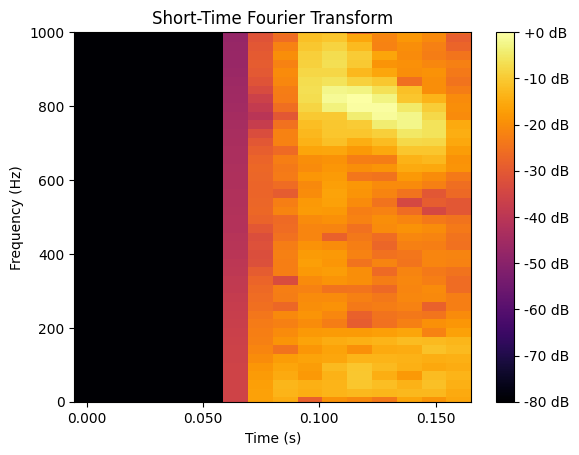 Short-Time Fourier Transform
1000
800
600
400
200
0
Frequency (Hz)
0.000
0.050
0.100
0.150
Time (s)
+0 dB
-10 dB
-20 dB
-30 dB
-40 dB
-50 dB
-60 dB
-70 dB
-80 dB